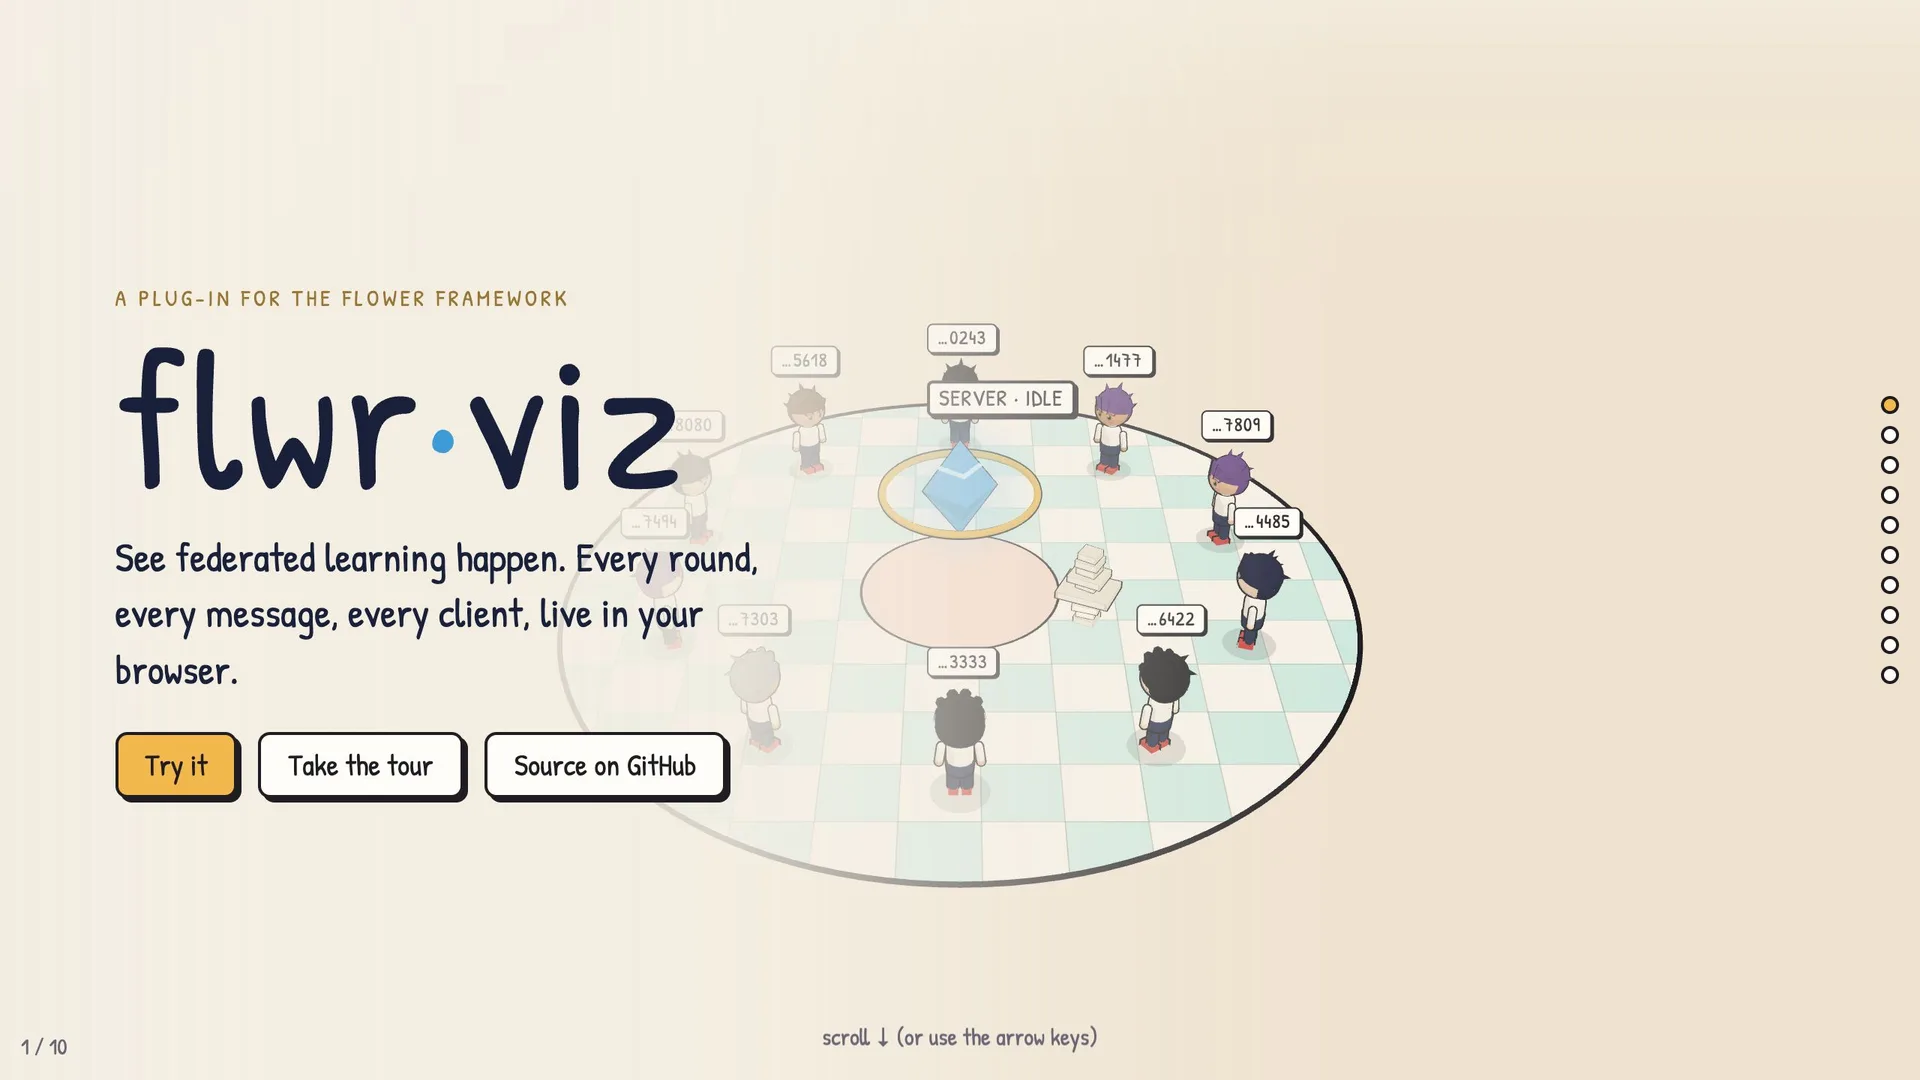 A PLUG-IN FOR THE FLOWER FRAMEWORK
flwr·viz
See federated learning happen. Every round,
every message, every client, live in your
browser.
Try it
Take the tour
Source on GitHub
...0243
...5618
...1477
SERVER · IDLE
8080
...7809
...7494
...4485
...7303
...6422
...3333
scroll ↓ (or use the arrow keys)
1 / 10